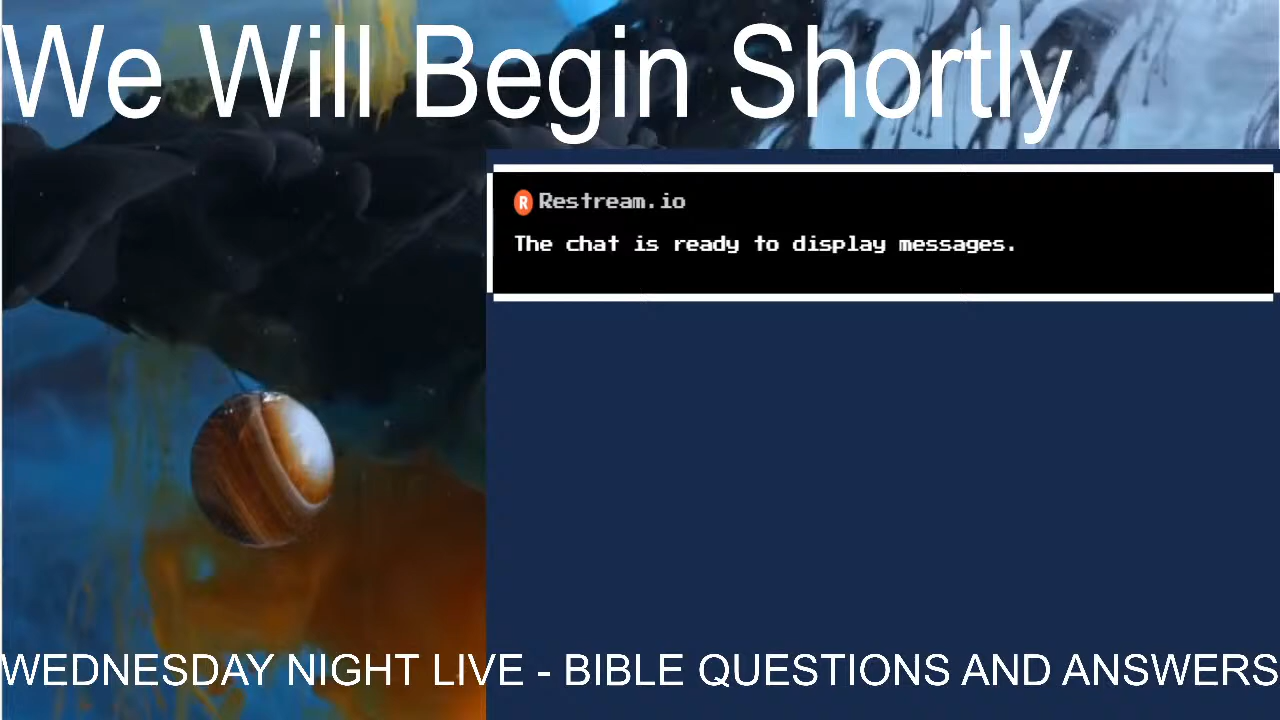 We Will Begin Shortly
R Restream.io
The chat is ready to display messages.
WEDNESDAY NIGHT LIVE - BIBLE QUESTIONS AND ANSWERS